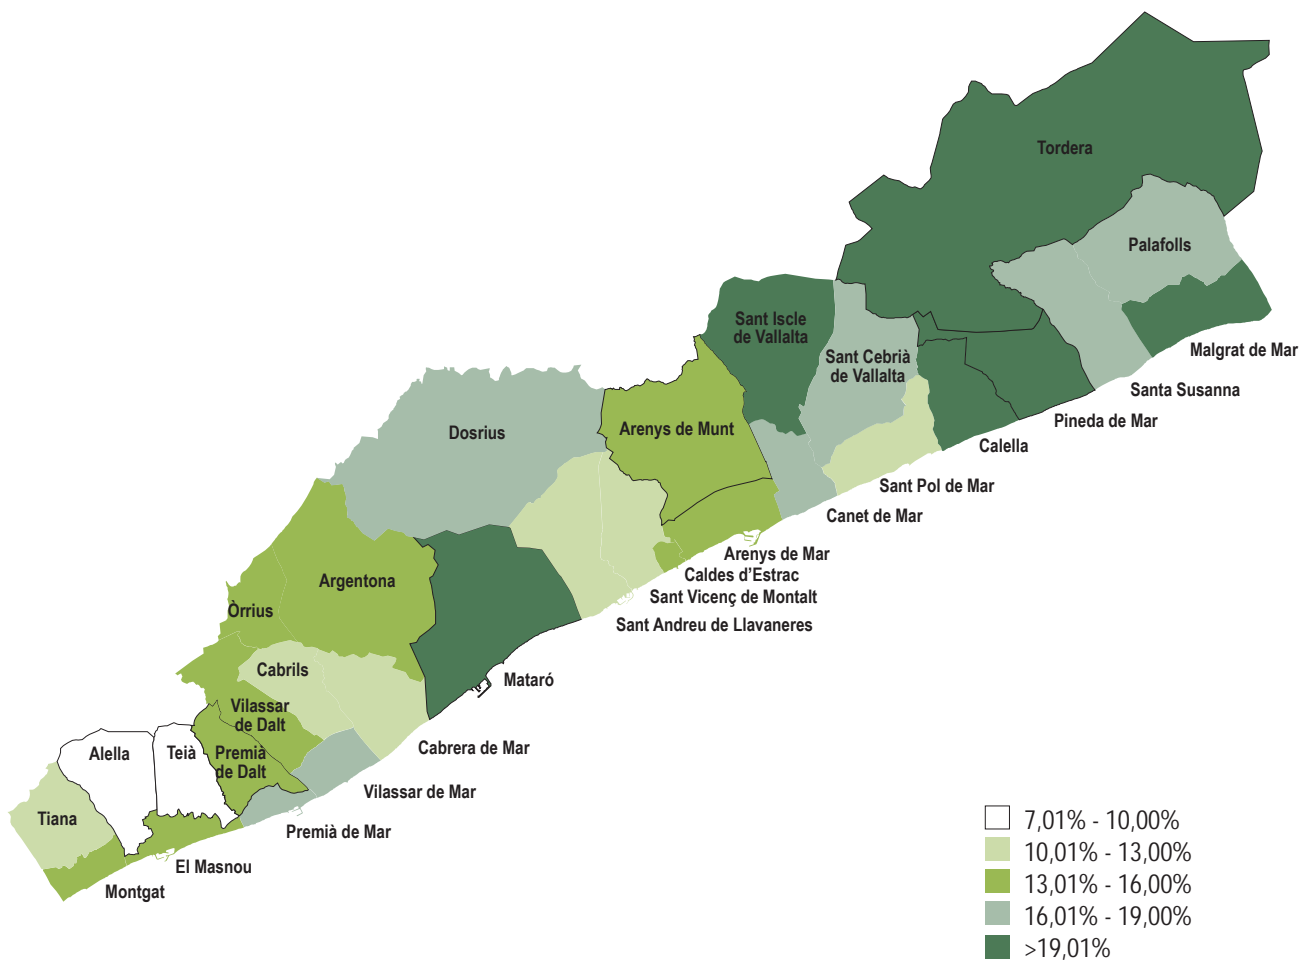 Tordera
Palafolls
Sant Iscle
de Vallalta
Malgrat de Mar
Sant Cebrià
de Vallalta
Santa Susanna
Pineda de Mar
Arenys de Munt
Dosrius
Calella
Sant Pol de Mar
Canet de Mar
Arenys de Mar
Caldes d’Estrac
Argentona
Sant Vicenç de Montalt
Òrrius
Sant Andreu de Llavaneres
Cabrils
Mataró
Vilassar
de Dalt
Cabrera de Mar
Alella
Teià
Premià
de Dalt
Vilassar de Mar
Tiana
Premià de Mar
El Masnou
Montgat
7,01% - 10,00%
10,01% - 13,00%
13,01% - 16,00%
16,01% - 19,00%
>19,01%